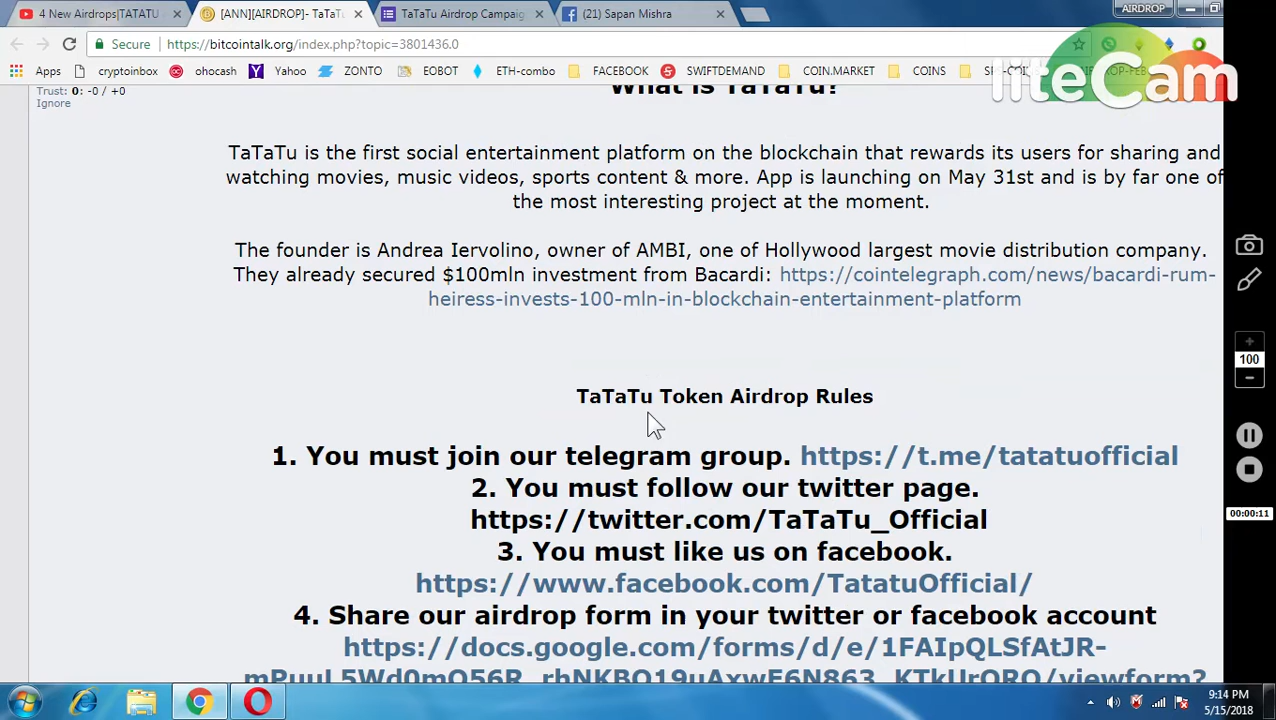 4 New Airdrops|TATATU
[ANN][AIRDROP]- TaTaTu
TaTaTu Airdrop Campaig
(21) Sapan Mishra
AIRDROP
Secure
https://bitcointalk.org/index.php?topic=3801436.0
Apps
cryptoinbox
ohocash
Yahoo
EOBOT
ETH-combo
FACEBOOK
SWIFTDEMAND
COIN.MARKET
COINS
liteCam
Trust: 0: -0 / +0
Ignore
What is TaTaTu?
TaTaTu is the first social entertainment platform on the blockchain that rewards its users for sharing and
watching movies, music videos, sports content & more. App is launching on May 31st and is by far one of
the most interesting project at the moment.
The founder is Andrea Iervolino, owner of AMBI, one of Hollywood largest movie distribution company.
They already secured $100mln investment from Bacardi: https://cointelegraph.com/news/bacardi-rum-
heiress-invests-100-mln-in-blockchain-entertainment-platform
TaTaTu Token Airdrop Rules
1. You must join our telegram group. https://t.me/tatatuofficial
2. You must follow our twitter page.
https://twitter.com/TaTaTu_Official
3. You must like us on facebook.
https://www.facebook.com/TatatuOfficial/
4. Share our airdrop form in your twitter or facebook account
https://docs.google.com/forms/d/e/1FAIpQLSfAtJR-
100
00:00:11
9:14 PM
5/15/2018